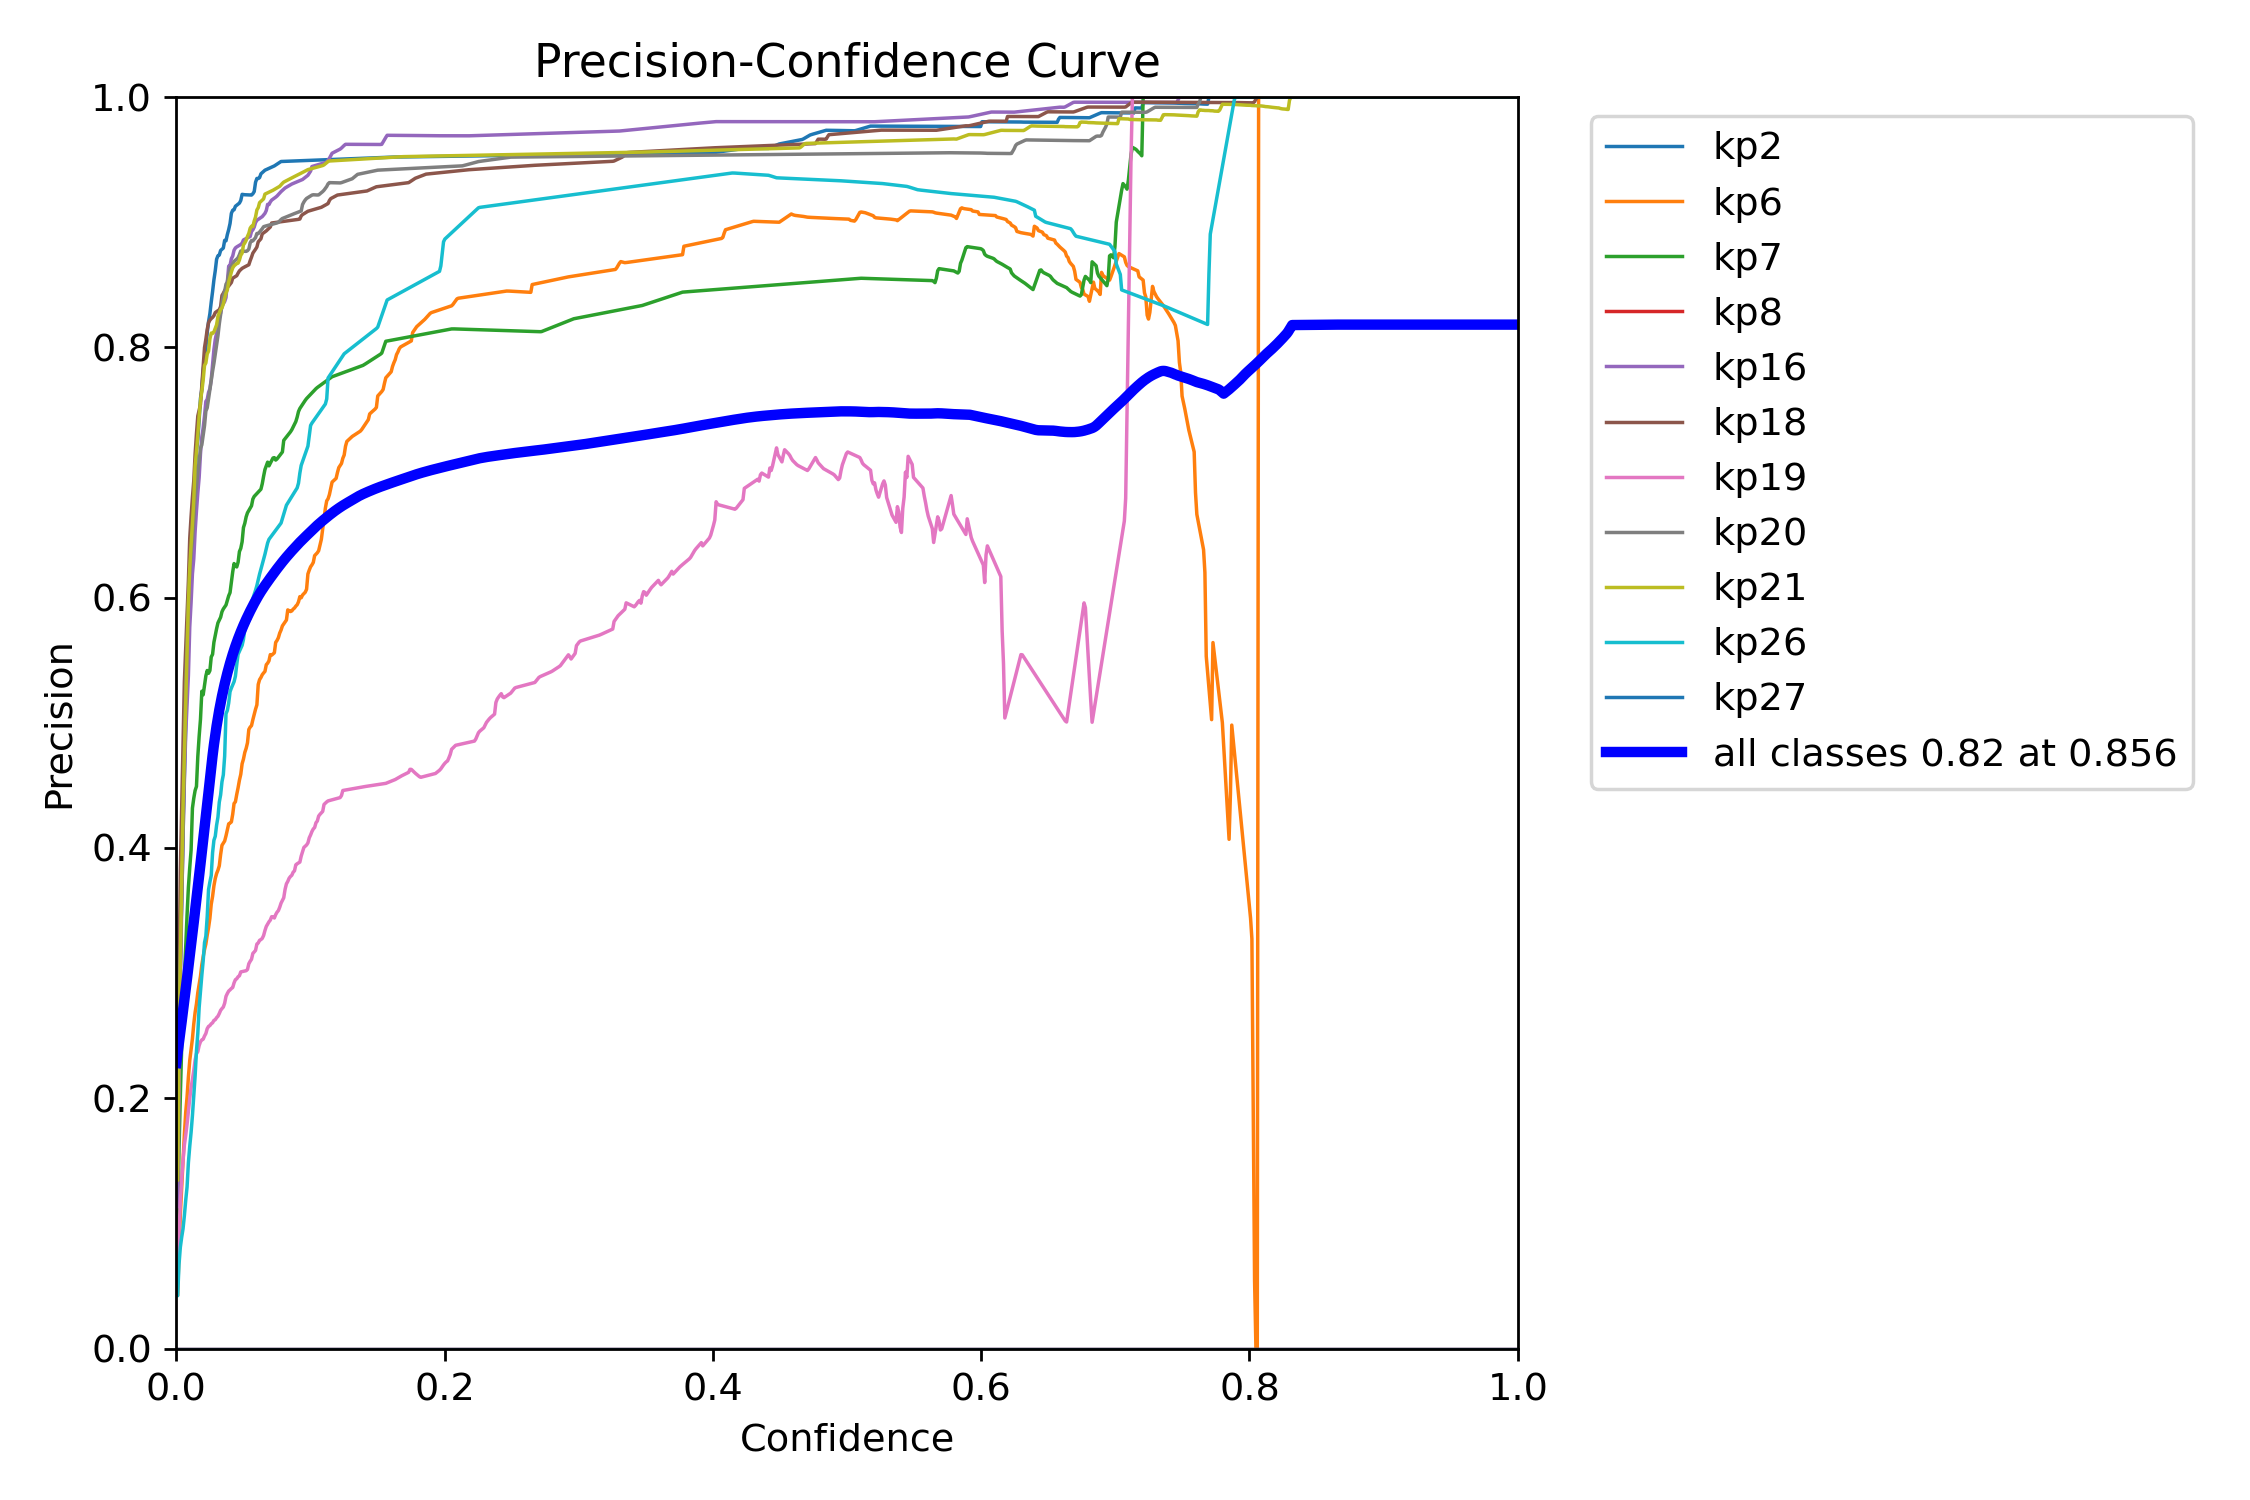 Precision-Confidence Curve
1.0
0.8
0.6
0.4
0.2
0.0
Precision
0.0 0.2 0.4 0.6 0.8 1.0
Confidence
kp2
kp6
kp7
kp8
kp16
kp18
kp19
kp20
kp21
kp26
kp27
all classes 0.82 at 0.856